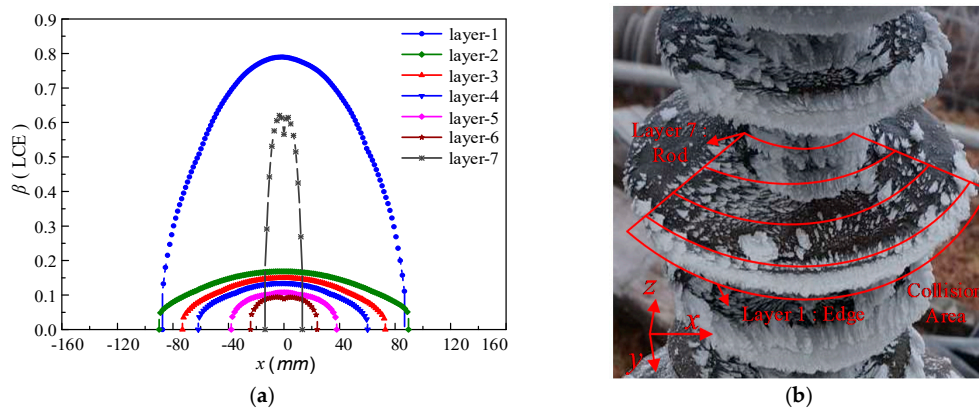 0.9
0.8
0.7
0.6
0.5
0.4
0.3
0.2
0.1
0.0
β ( LCE )
layer-1
layer-2
layer-3
layer-4
layer-5
layer-6
layer-7
-160 -120 -80 -40 0 40 80 120 160
x (mm)
(a)
Layer 7 :
Rod
Collision
Area
Layer 1 : Edge
z
x
y
(b)